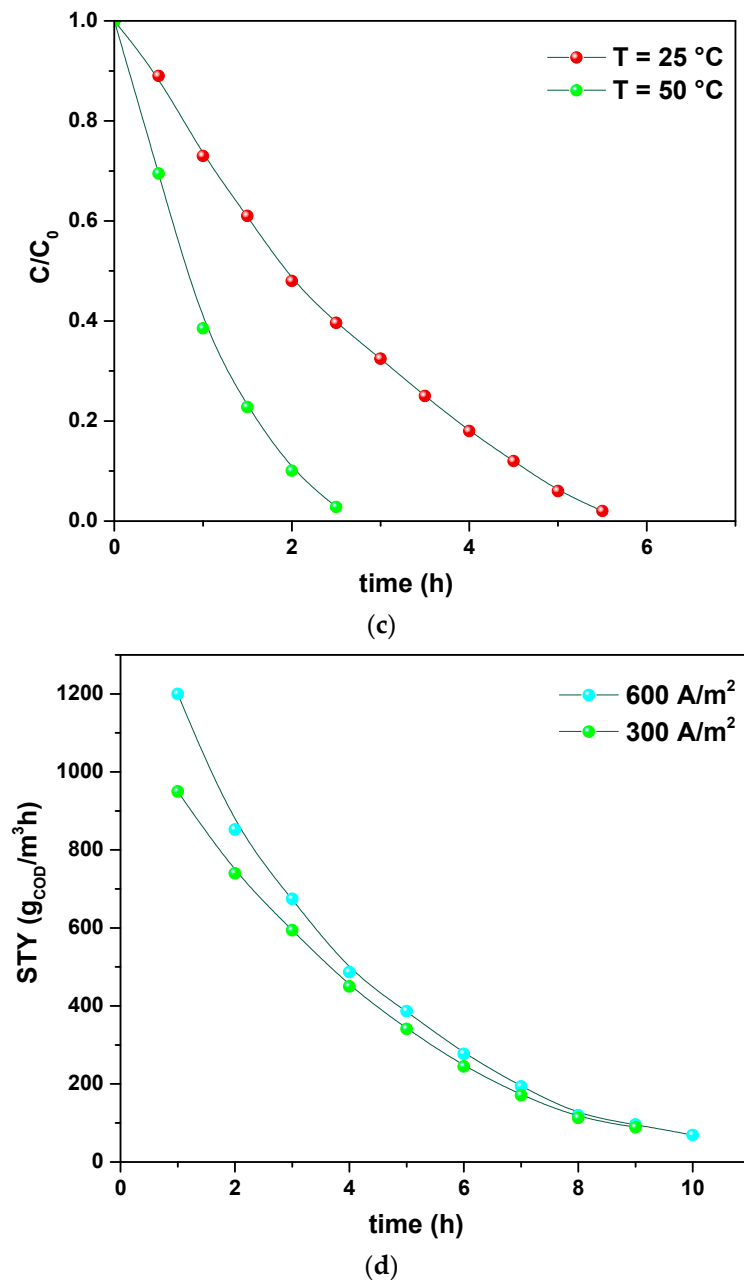 T = 25 °C
T = 50 °C
1.0
0.8
0.6
0.4
0.2
0.0
C/C0
0 2 4 6
time (h)
(c)
600 A/m²
300 A/m²
1200
1000
800
600
400
200
0
STY (gCOD/m³h)
0 2 4 6 8 10
time (h)
(d)